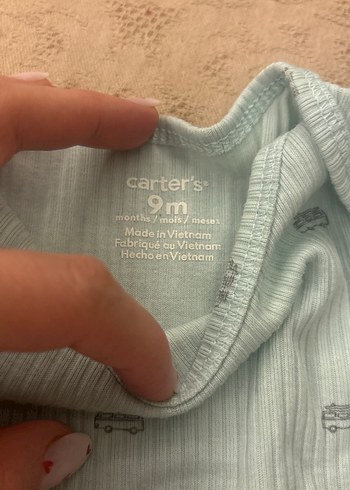 carter's®
9m
months / mois / meses
Made in Vietnam
Fabriqué au Vietnam
Hecho en Vietnam